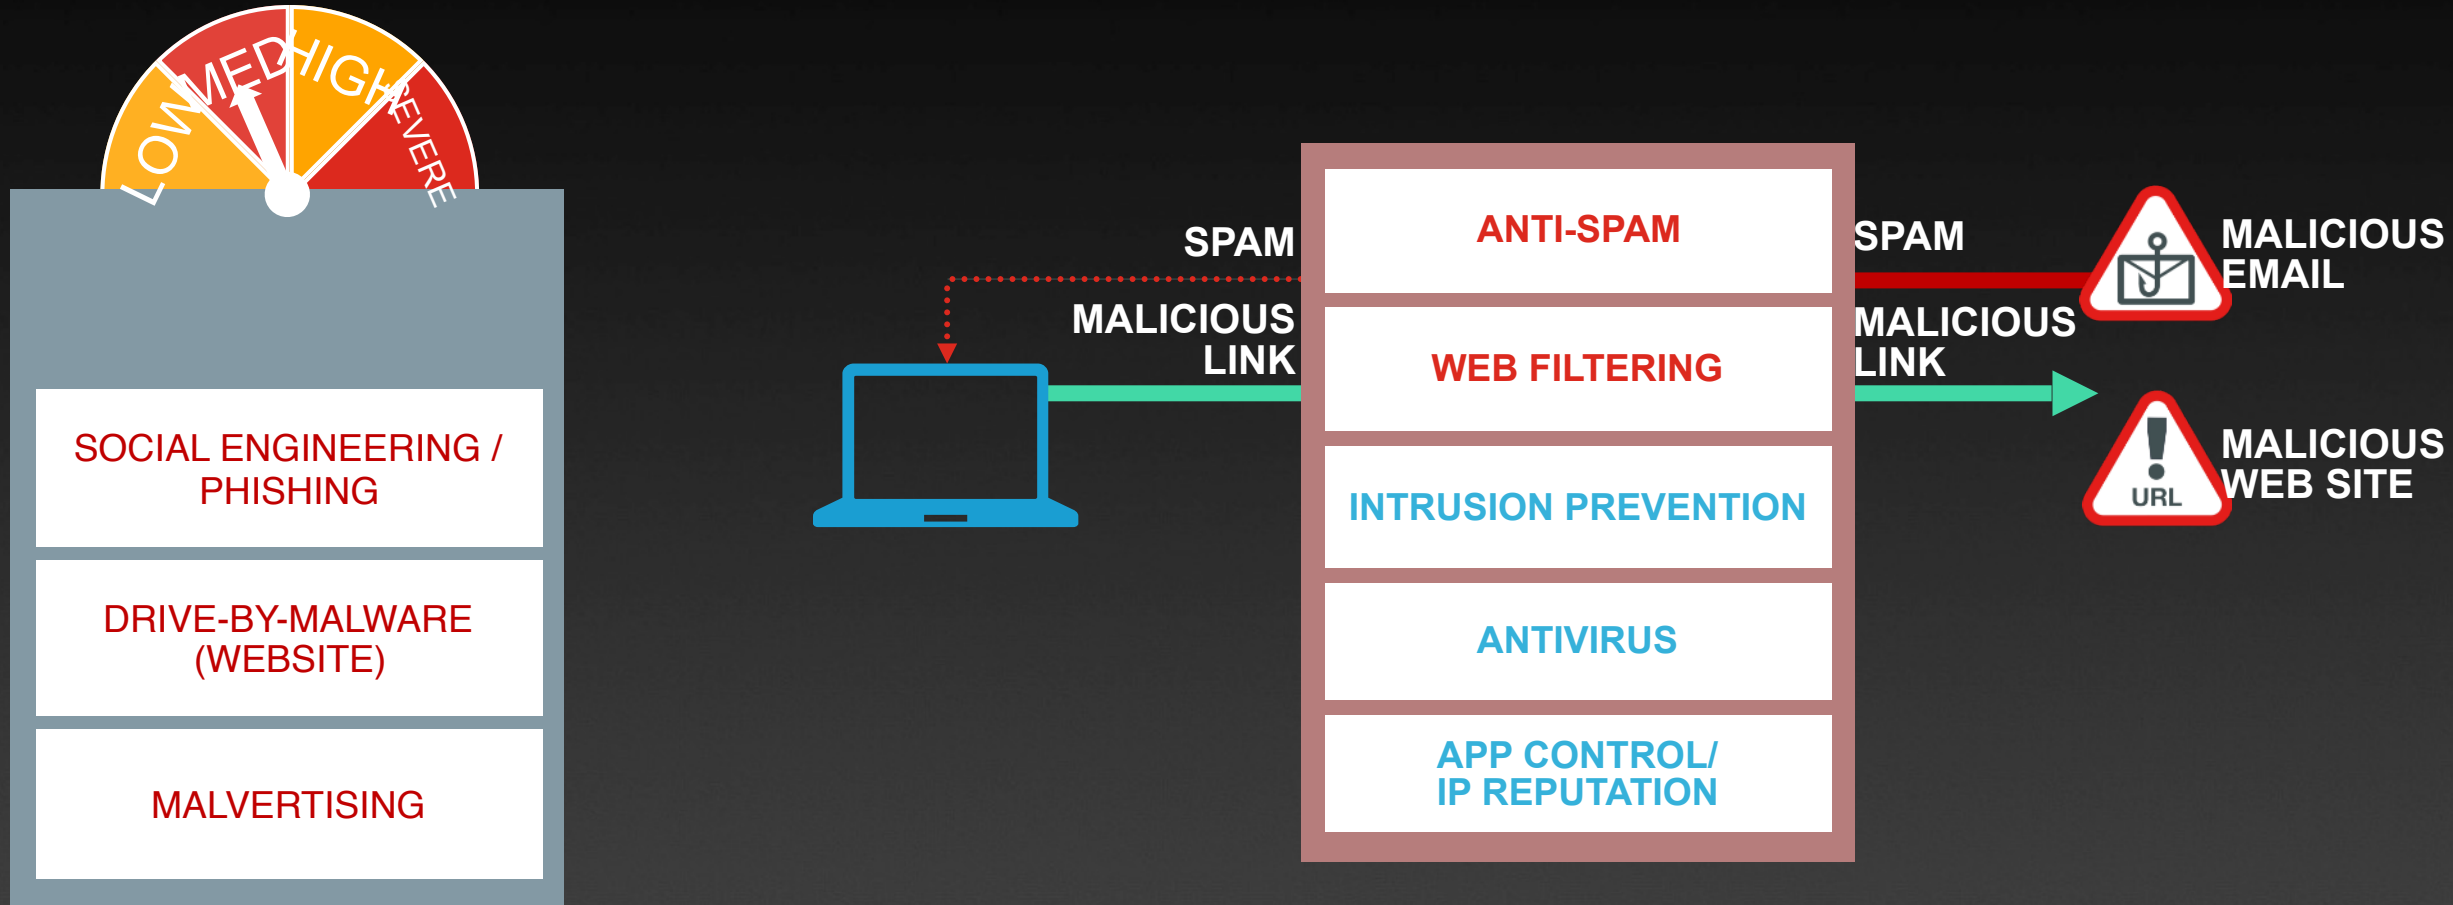 LOW
MED
HIGH
SEVERE
SOCIAL ENGINEERING /
PHISHING
DRIVE-BY-MALWARE
(WEBSITE)
MALVERTISING
SPAM
MALICIOUS
LINK
ANTI-SPAM
WEB FILTERING
INTRUSION PREVENTION
ANTIVIRUS
APP CONTROL/
IP REPUTATION
SPAM
MALICIOUS
LINK
MALICIOUS
EMAIL
URL
MALICIOUS
WEB SITE